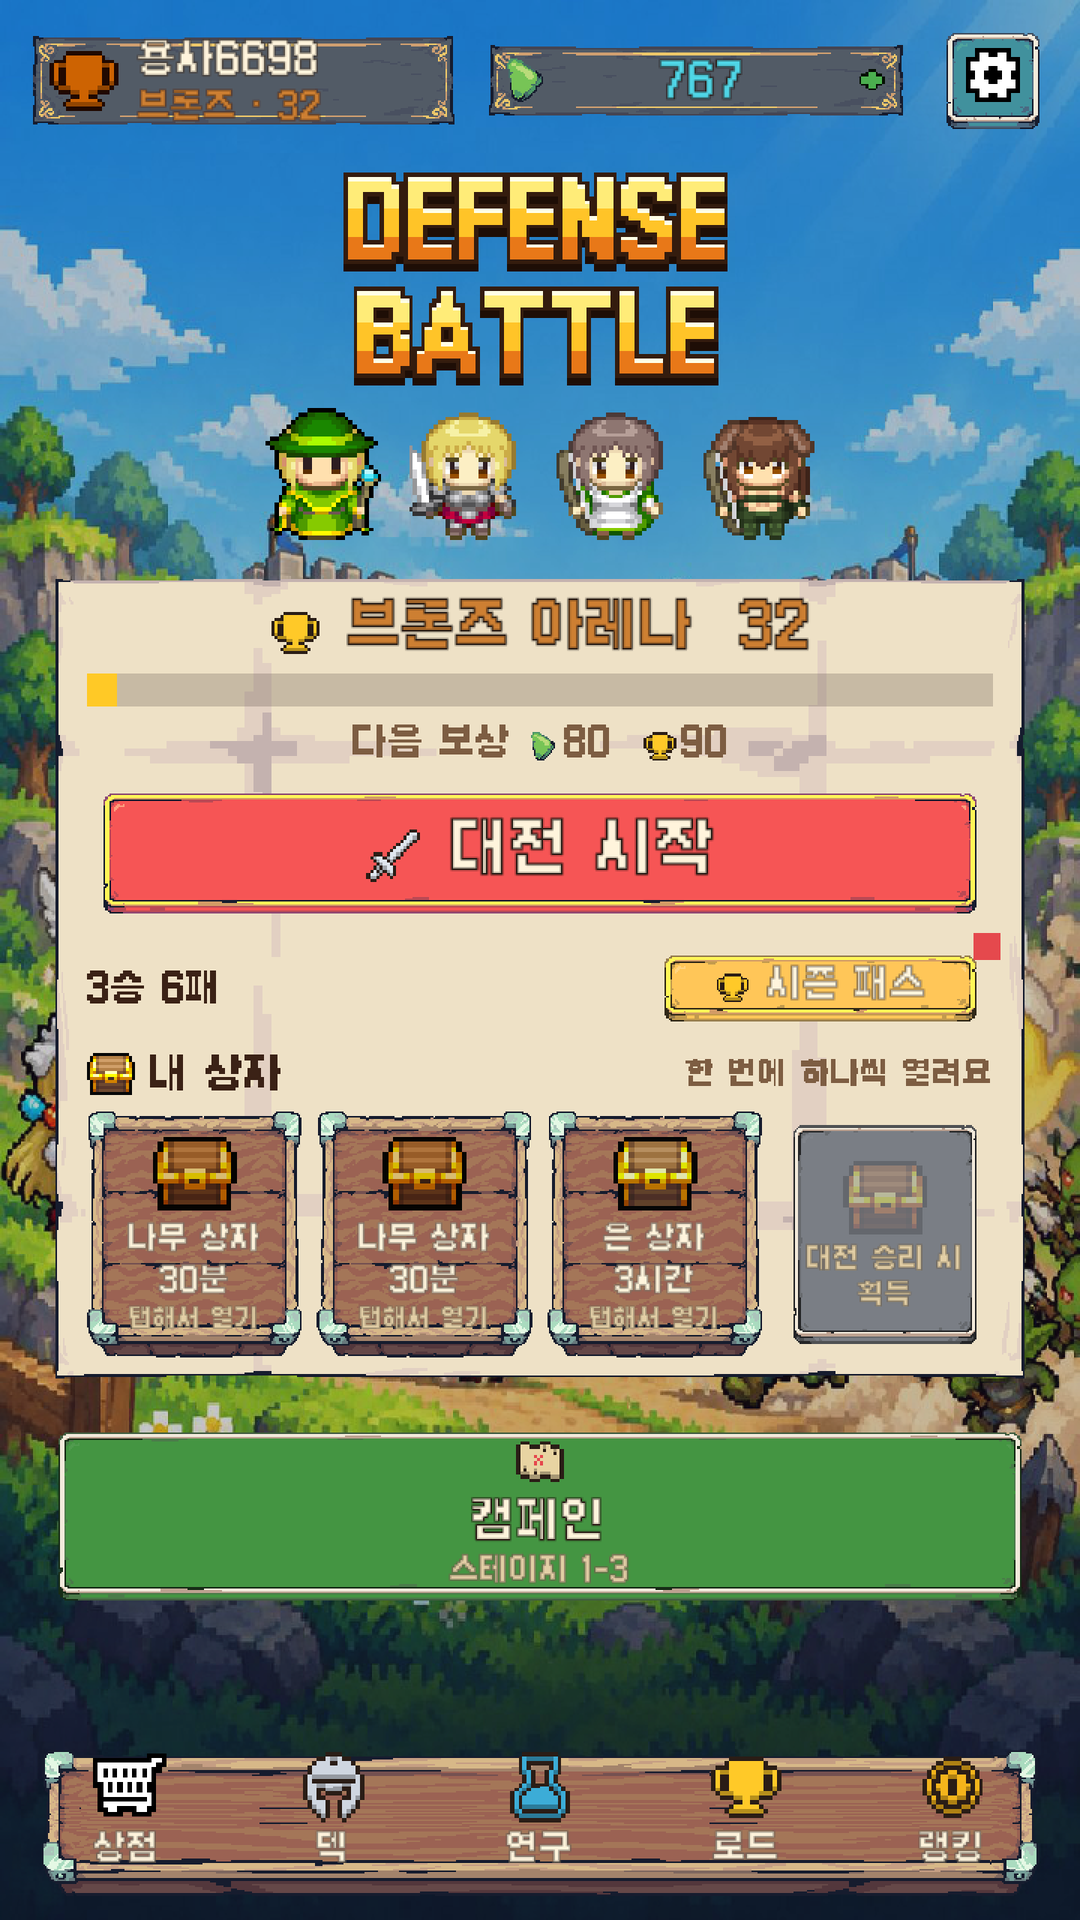 용사6698
브론즈 · 32
767
DEFENSE
BATTLE
브론즈 아레나 32
다음 보상 80 90
대전 시작
3승 6패
시즌 패스
내 상자
한 번에 하나씩 열려요
나무 상자
30분
탭해서 열기
나무 상자
30분
탭해서 열기
은 상자
3시간
탭해서 열기
대전 승리 시
획득
캠페인
스테이지 1-3
상점
덱
연구
로드
랭킹